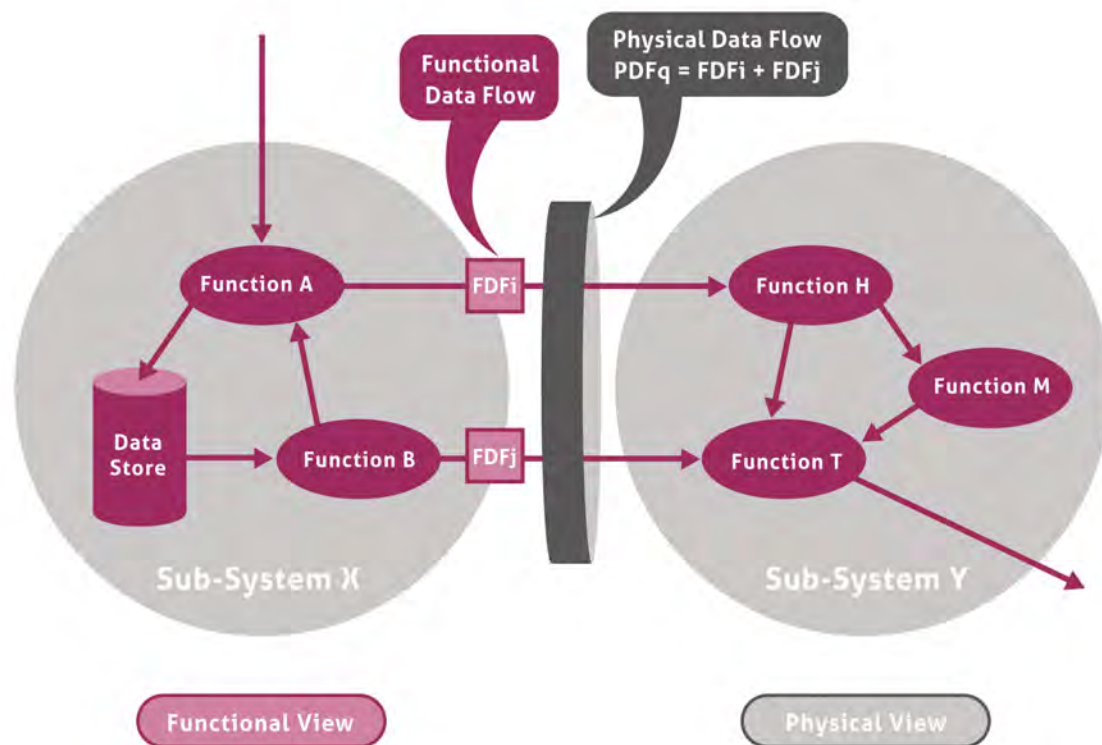 Functional
Data Flow
Physical Data Flow
PDFq = FDFi + FDFj
Function A
FDFi
Function H
Function M
Data
Store
Function B
FDFj
Function T
Sub-System X
Sub-System Y
Functional View
Physical View